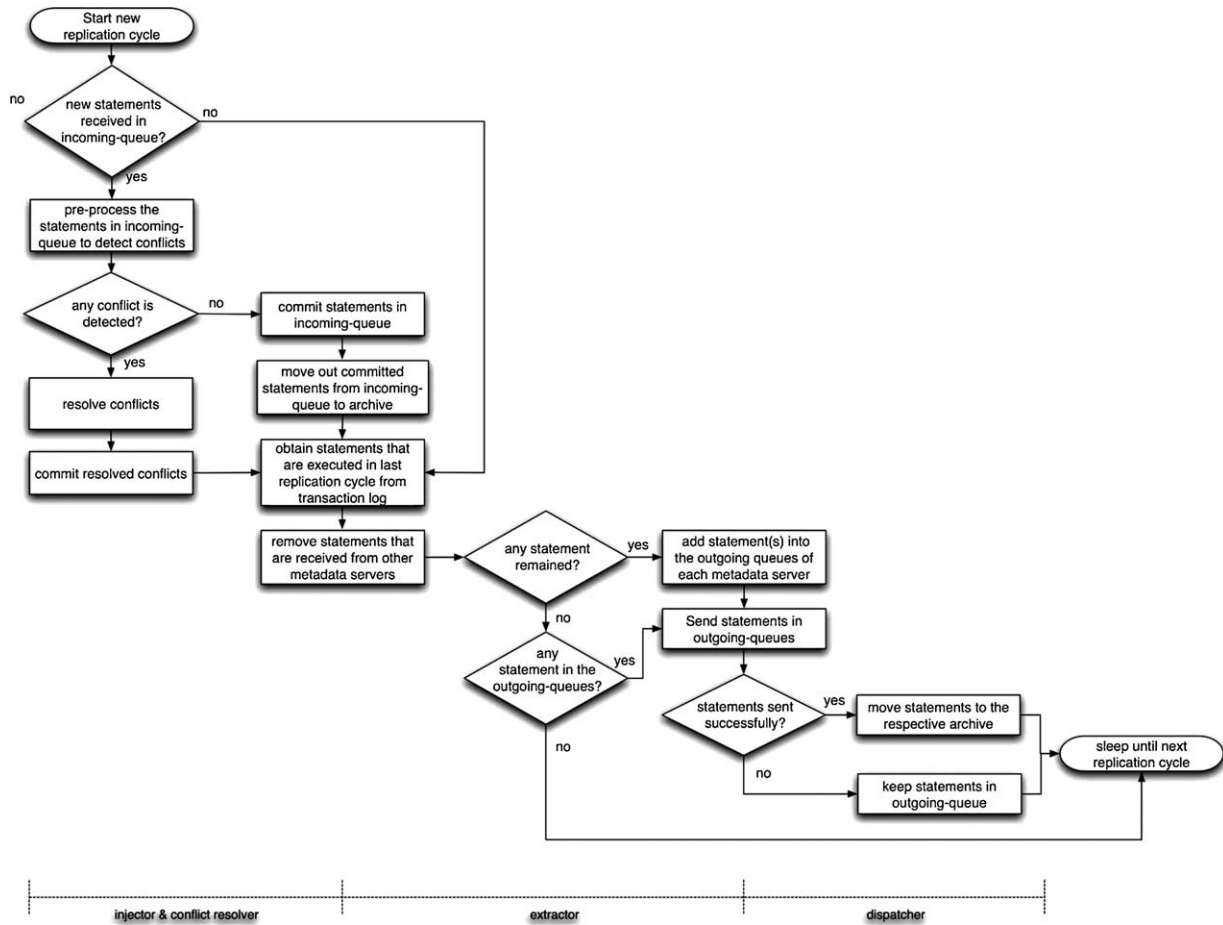 Start new
replication cycle
no
new statements
received in
incoming-queue?
no
yes
pre-process the
statements in incoming-
queue to detect conflicts
any conflict is
detected?
no
commit statements in
incoming-queue
yes
move out committed
statements from incoming-
queue to archive
resolve conflicts
commit resolved conflicts
obtain statements that
are executed in last
replication cycle from
transaction log
remove statements that
are received from other
metadata servers
any statement
remained?
yes
add statement(s) into
the outgoing queues of
each metadata server
no
Send statements in
outgoing-queues
any
statement in the
outgoing-queues?
yes
no
statements sent
successfully?
yes
move statements to the
respective archive
no
keep statements in
outgoing-queue
sleep until next
replication cycle
injector & conflict resolver
extractor
dispatcher